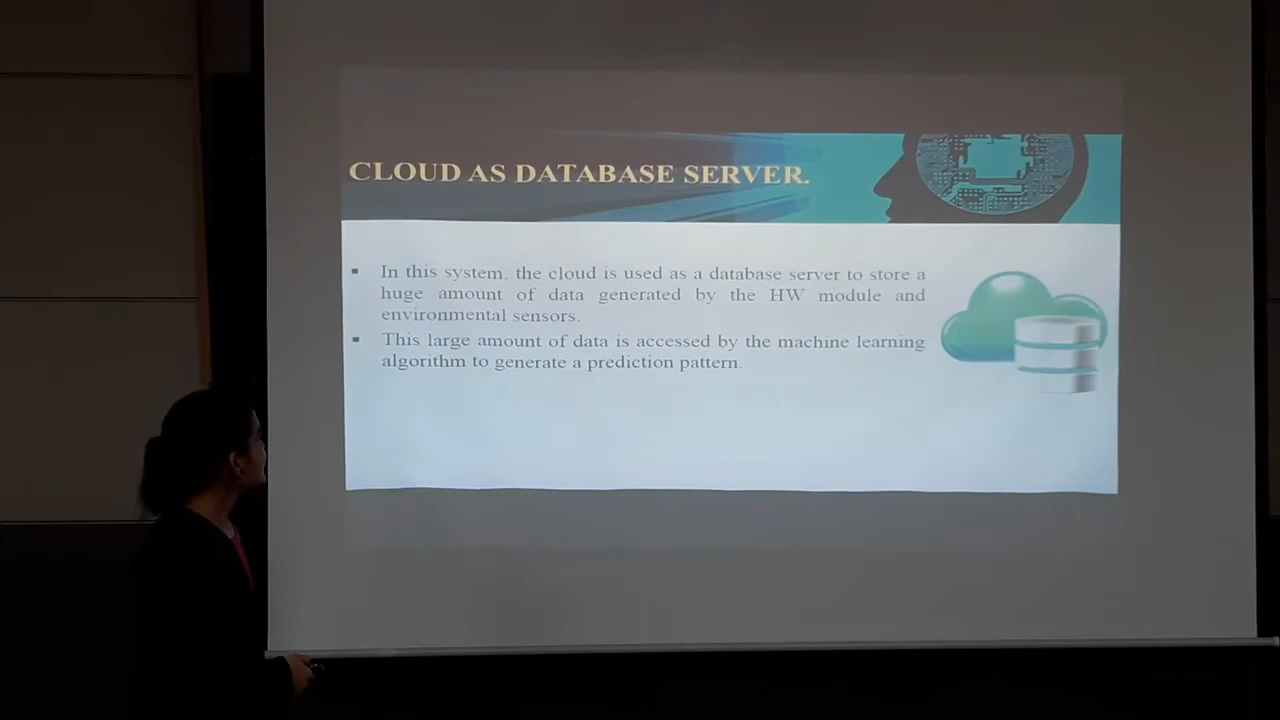 CLOUD AS DATABASE SERVER.
▪ In this system, the cloud is used as a database server to store a
huge amount of data generated by the HW module and
environmental sensors.
▪ This large amount of data is accessed by the machine learning
algorithm to generate a prediction pattern.